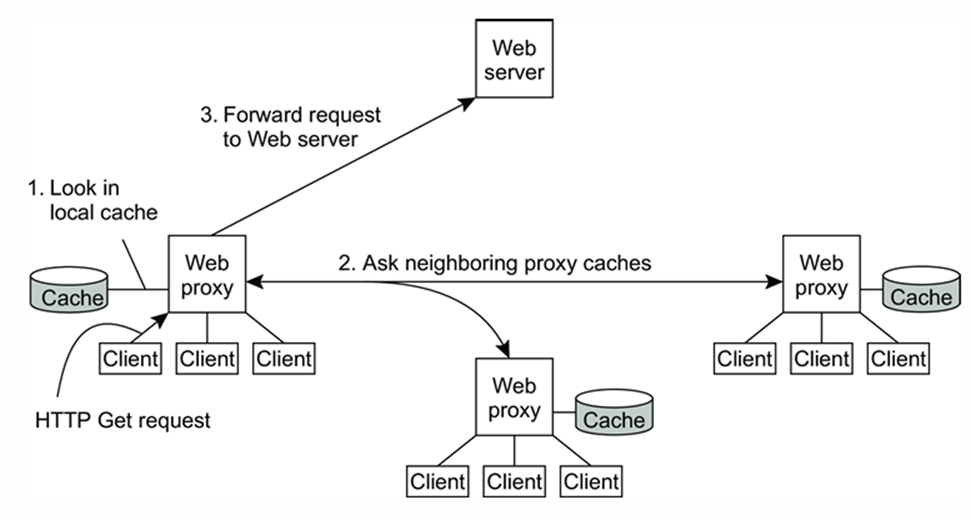 Web
server
3. Forward request
to Web server
1. Look in
local cache
Web
proxy
2. Ask neighboring proxy caches
Web
proxy
Cache
Cache
Client
Client
Client
Client
Client
Client
Web
proxy
HTTP Get request
Cache
Client
Client
Client